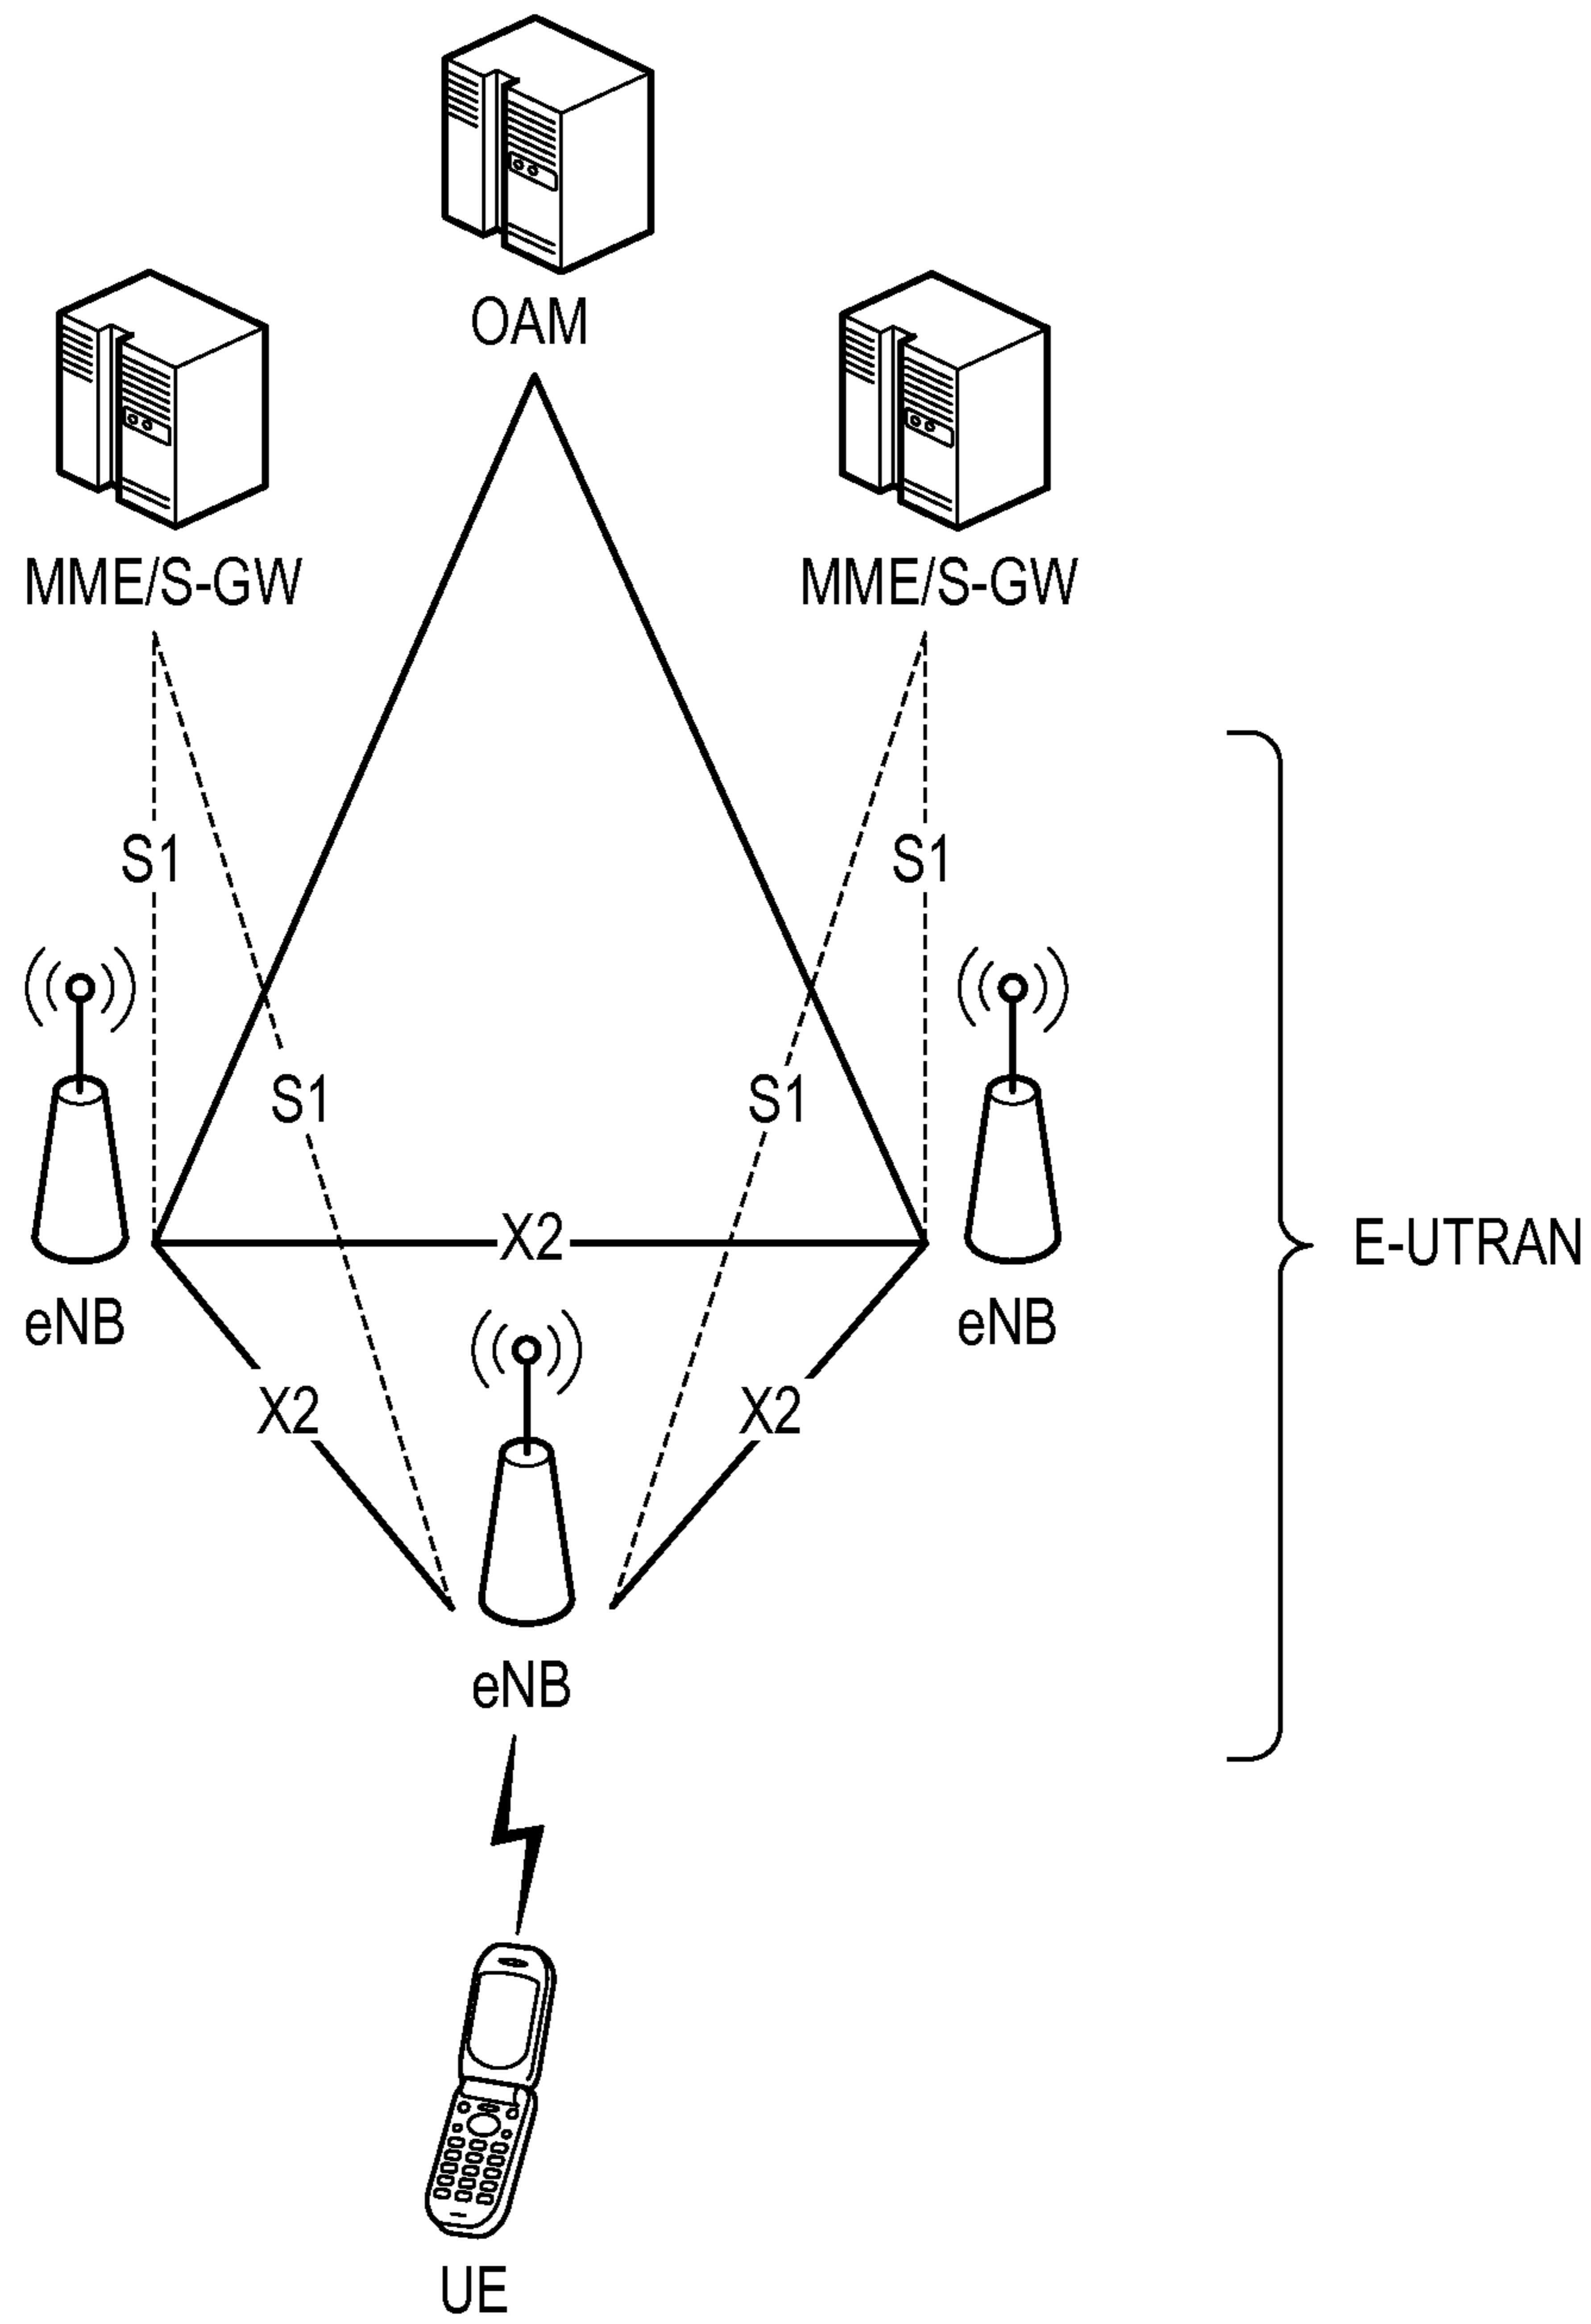 OAM
MME/S-GW
MME/S-GW
S1
S1
S1
S1
X2
E-UTRAN
eNB
eNB
X2
X2
eNB
UE